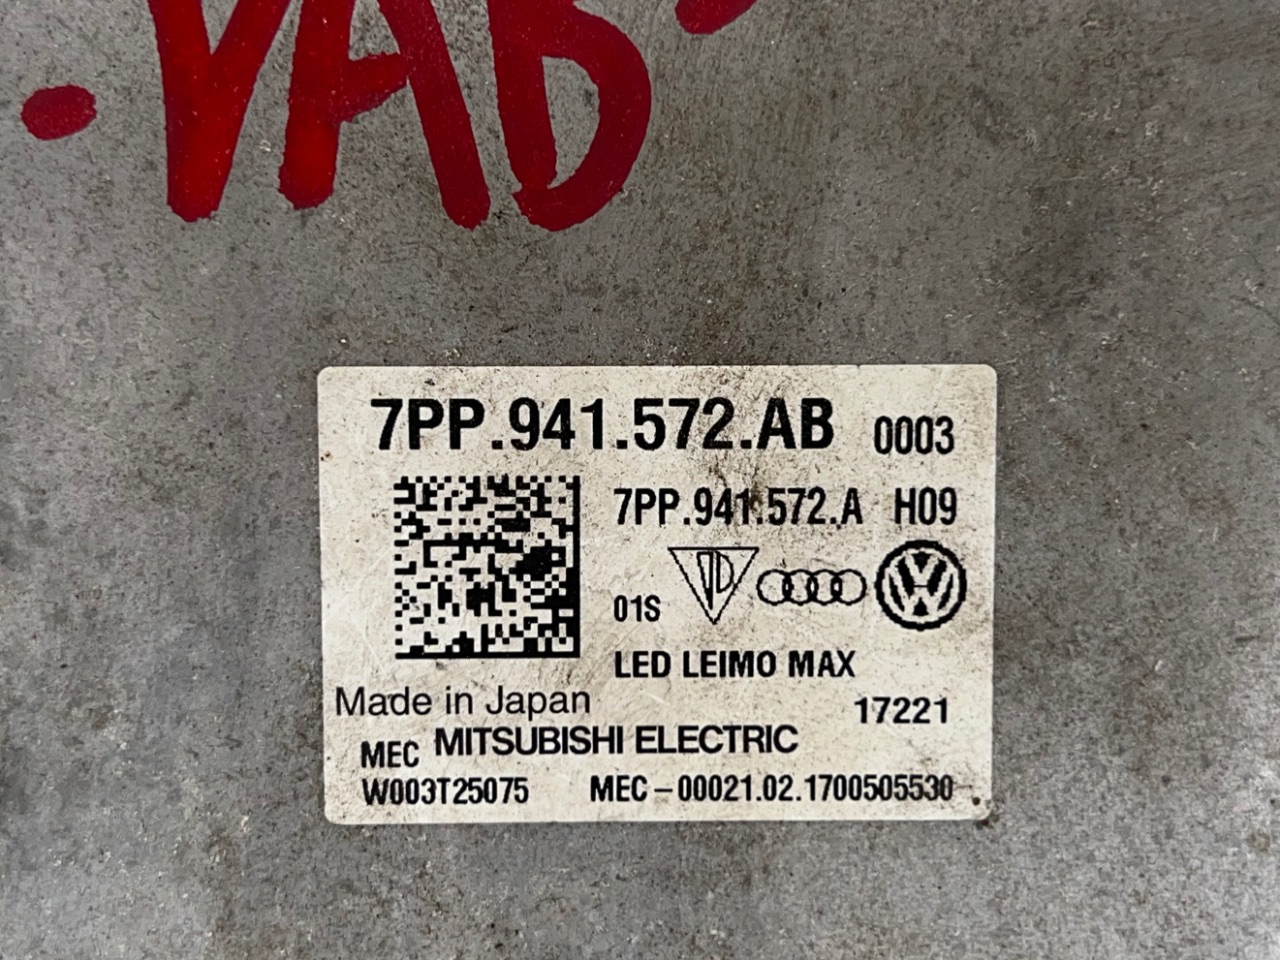 .VAB.
7PP.941.572.AB 0003
7PP.941.572.A H09
01S
LED LEIMO MAX
Made in Japan 17221
MEC MITSUBISHI ELECTRIC
W003T25075 MEC-00021.02.1700505530